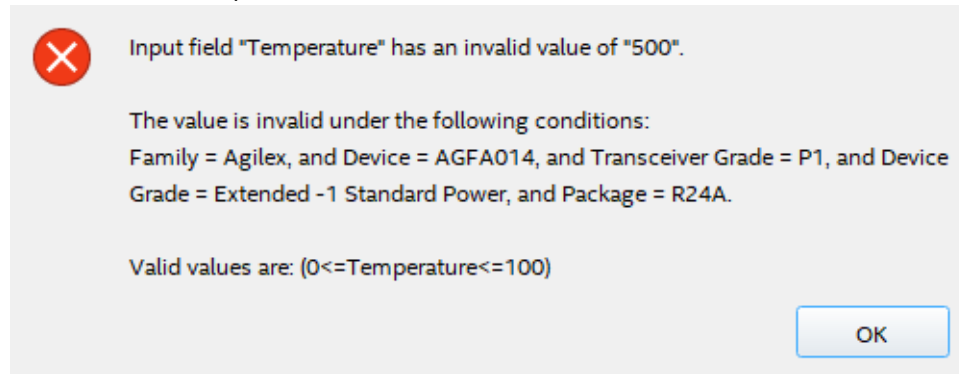 Input field "Temperature" has an invalid value of "500".
The value is invalid under the following conditions:
Family = Agilex, and Device = AGFA014, and Transceiver Grade = P1, and Device
Grade = Extended -1 Standard Power, and Package = R24A.
Valid values are: (0<=Temperature<=100)
OK